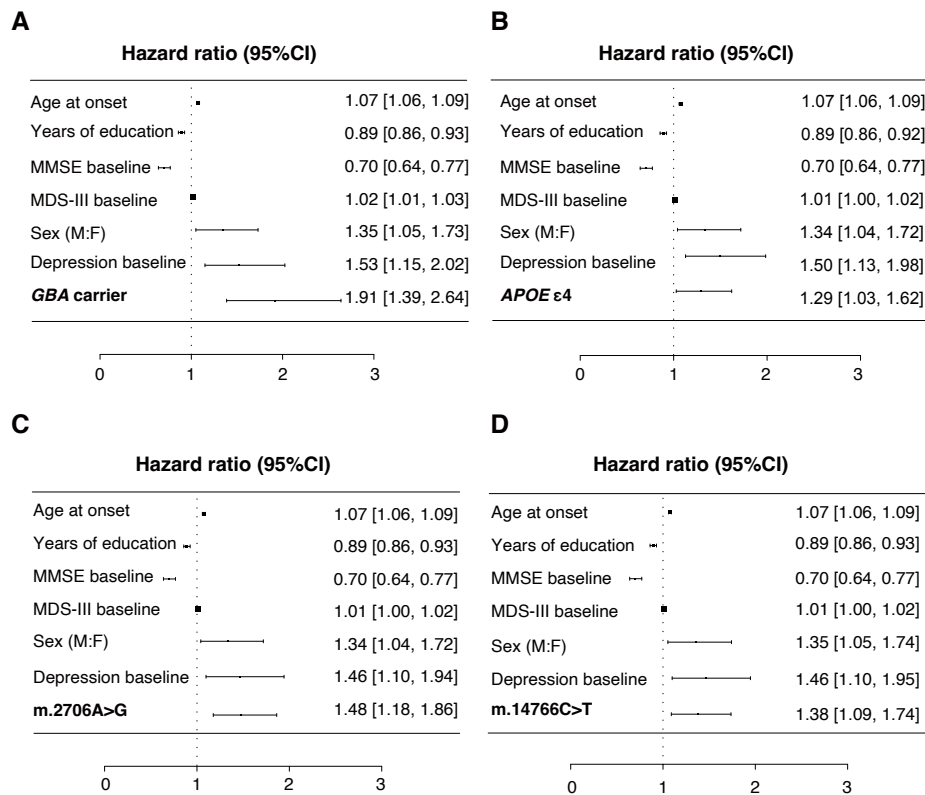 A
Hazard ratio (95%CI)
Age at onset 1.07 [1.06, 1.09]
Years of education 0.89 [0.86, 0.93]
MMSE baseline 0.70 [0.64, 0.77]
MDS-III baseline 1.02 [1.01, 1.03]
Sex (M:F) 1.35 [1.05, 1.73]
Depression baseline 1.53 [1.15, 2.02]
GBA carrier 1.91 [1.39, 2.64]
0 1 2 3
B
Hazard ratio (95%CI)
Age at onset 1.07 [1.06, 1.09]
Years of education 0.89 [0.86, 0.92]
MMSE baseline 0.70 [0.64, 0.77]
MDS-III baseline 1.01 [1.00, 1.02]
Sex (M:F) 1.34 [1.04, 1.72]
Depression baseline 1.50 [1.13, 1.98]
APOE ε4 1.29 [1.03, 1.62]
0 1 2 3
C
Hazard ratio (95%CI)
Age at onset 1.07 [1.06, 1.09]
Years of education 0.89 [0.86, 0.93]
MMSE baseline 0.70 [0.64, 0.77]
MDS-III baseline 1.01 [1.00, 1.02]
Sex (M:F) 1.34 [1.04, 1.72]
Depression baseline 1.46 [1.10, 1.94]
m.2706A>G 1.48 [1.18, 1.86]
0 1 2 3
D
Hazard ratio (95%CI)
Age at onset 1.07 [1.06, 1.09]
Years of education 0.89 [0.86, 0.93]
MMSE baseline 0.70 [0.64, 0.77]
MDS-III baseline 1.01 [1.00, 1.02]
Sex (M:F) 1.35 [1.05, 1.74]
Depression baseline 1.46 [1.10, 1.95]
m.14766C>T 1.38 [1.09, 1.74]
0 1 2 3